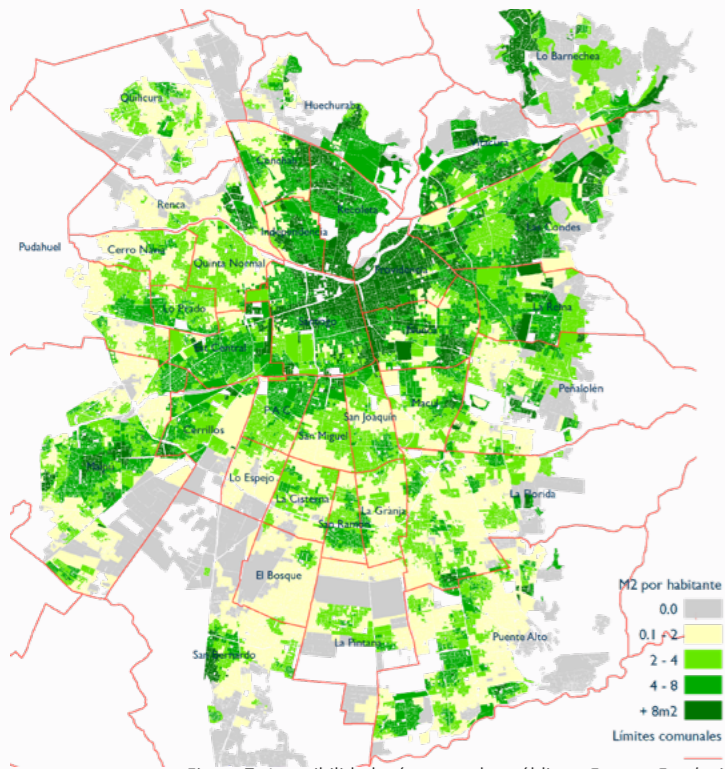 Lo Barnechea
Quilicura
Huechuraba
Vitacura
Conchalí
Renca
Recoleta
Las Condes
Independencia
Pudahuel
Cerro Navia
Quinta Normal
Providencia
Lo Prado
La Reina
Santiago
Ñuñoa
E. Central
Peñalolén
P.A.C.
San Joaquín
Macul
Cerrillos
San Miguel
Maipú
Lo Espejo
La Cisterna
La Florida
La Granja
San Ramón
El Bosque
La Pintana
Puente Alto
San Bernardo
M2 por habitante
0.0
0.1 - 2
2 - 4
4 - 8
+ 8m2
Límites comunales